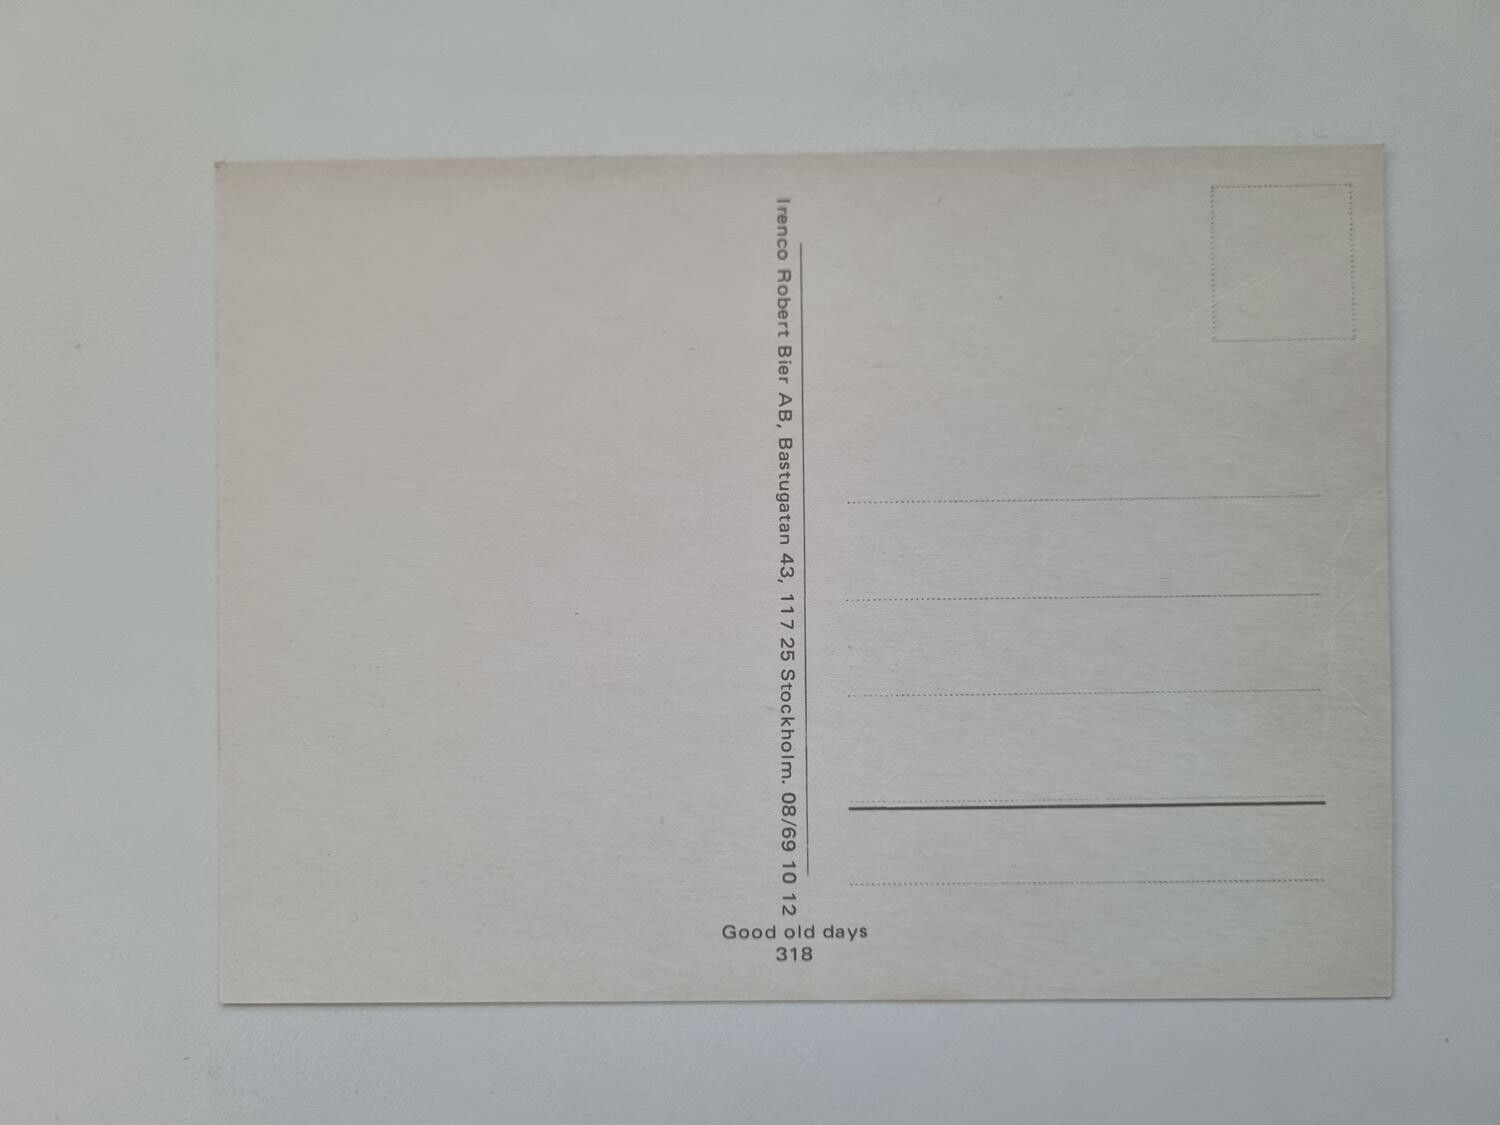 Irenco Robert Bier AB, Bastugatan 43, 117 25 Stockholm. 08/69 10 12
Good old days
318